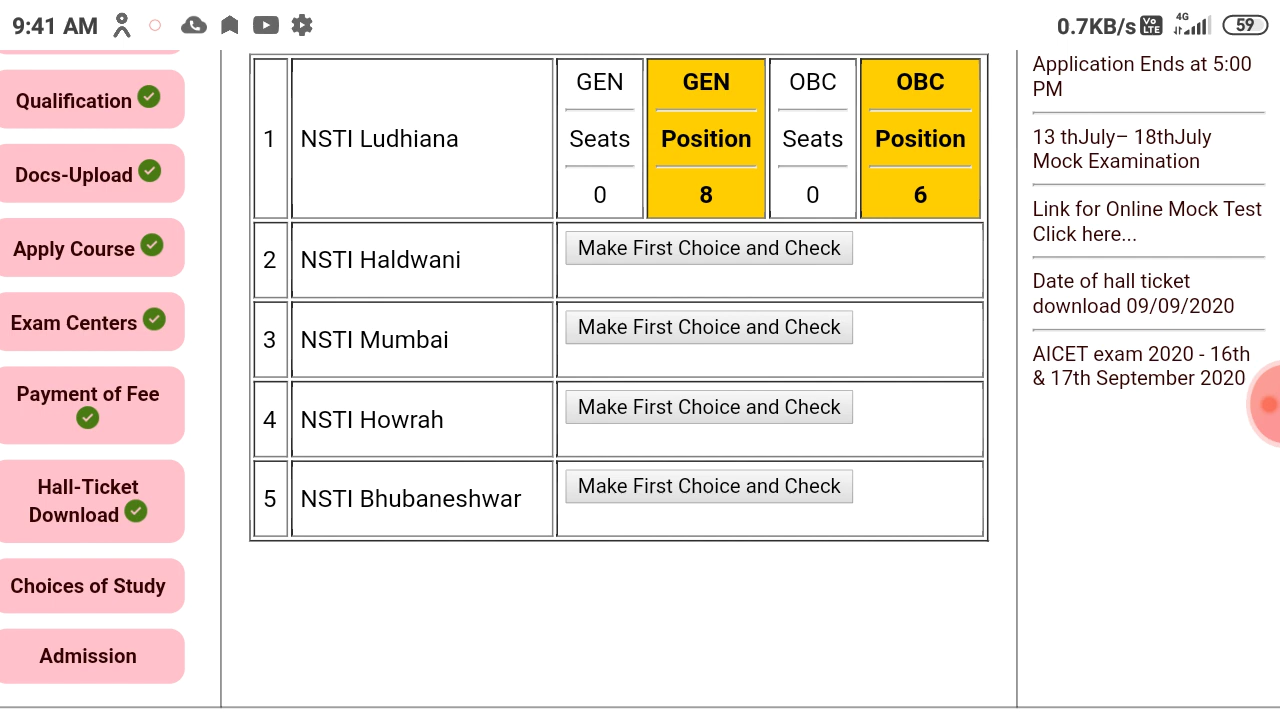 9:41 AM
0.7KB/s
Vo
LTE
4G
59
Qualification
Docs-Upload
Apply Course
Exam Centers
Payment of Fee
Hall-Ticket
Download
Choices of Study
Admission
1 NSTI Ludhiana
GEN GEN OBC OBC
Seats Position Seats Position
0 8 0 6
2 NSTI Haldwani Make First Choice and Check
3 NSTI Mumbai Make First Choice and Check
4 NSTI Howrah Make First Choice and Check
5 NSTI Bhubaneshwar Make First Choice and Check
Application Ends at 5:00
PM
13 thJuly– 18thJuly
Mock Examination
Link for Online Mock Test
Click here...
Date of hall ticket
download 09/09/2020
AICET exam 2020 - 16th
& 17th September 2020